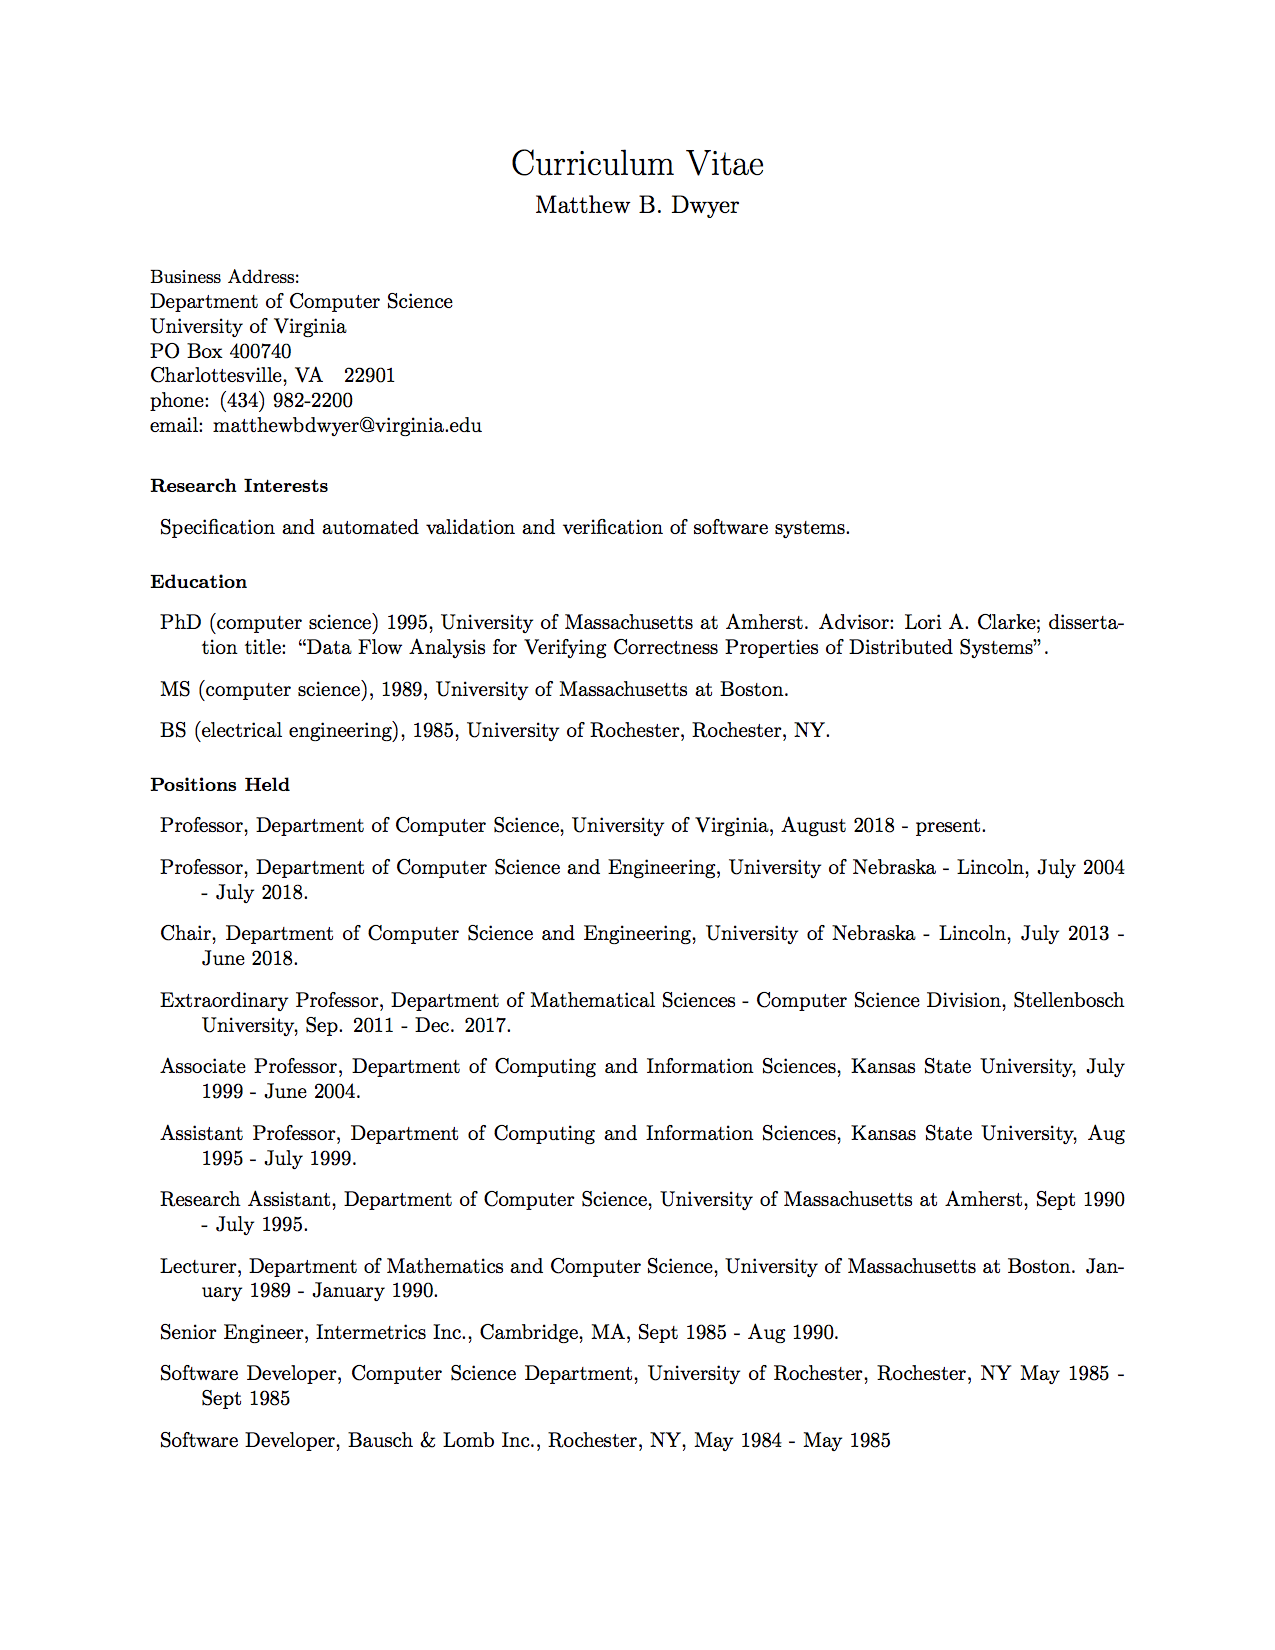 Curriculum Vitae
Matthew B. Dwyer
Business Address:
Department of Computer Science
University of Virginia
PO Box 400740
Charlottesville, VA 22901
phone: (434) 982-2200
email: matthewbdwyer@virginia.edu
Research Interests
Specification and automated validation and verification of software systems.
Education
PhD (computer science) 1995, University of Massachusetts at Amherst. Advisor: Lori A. Clarke; disserta-
tion title: “Data Flow Analysis for Verifying Correctness Properties of Distributed Systems”.
MS (computer science), 1989, University of Massachusetts at Boston.
BS (electrical engineering), 1985, University of Rochester, Rochester, NY.
Positions Held
Professor, Department of Computer Science, University of Virginia, August 2018 - present.
Professor, Department of Computer Science and Engineering, University of Nebraska - Lincoln, July 2004
- July 2018.
Chair, Department of Computer Science and Engineering, University of Nebraska - Lincoln, July 2013 -
June 2018.
Extraordinary Professor, Department of Mathematical Sciences - Computer Science Division, Stellenbosch
University, Sep. 2011 - Dec. 2017.
Associate Professor, Department of Computing and Information Sciences, Kansas State University, July
1999 - June 2004.
Assistant Professor, Department of Computing and Information Sciences, Kansas State University, Aug
1995 - July 1999.
Research Assistant, Department of Computer Science, University of Massachusetts at Amherst, Sept 1990
- July 1995.
Lecturer, Department of Mathematics and Computer Science, University of Massachusetts at Boston. Jan-
uary 1989 - January 1990.
Senior Engineer, Intermetrics Inc., Cambridge, MA, Sept 1985 - Aug 1990.
Software Developer, Computer Science Department, University of Rochester, Rochester, NY May 1985 -
Sept 1985
Software Developer, Bausch & Lomb Inc., Rochester, NY, May 1984 - May 1985